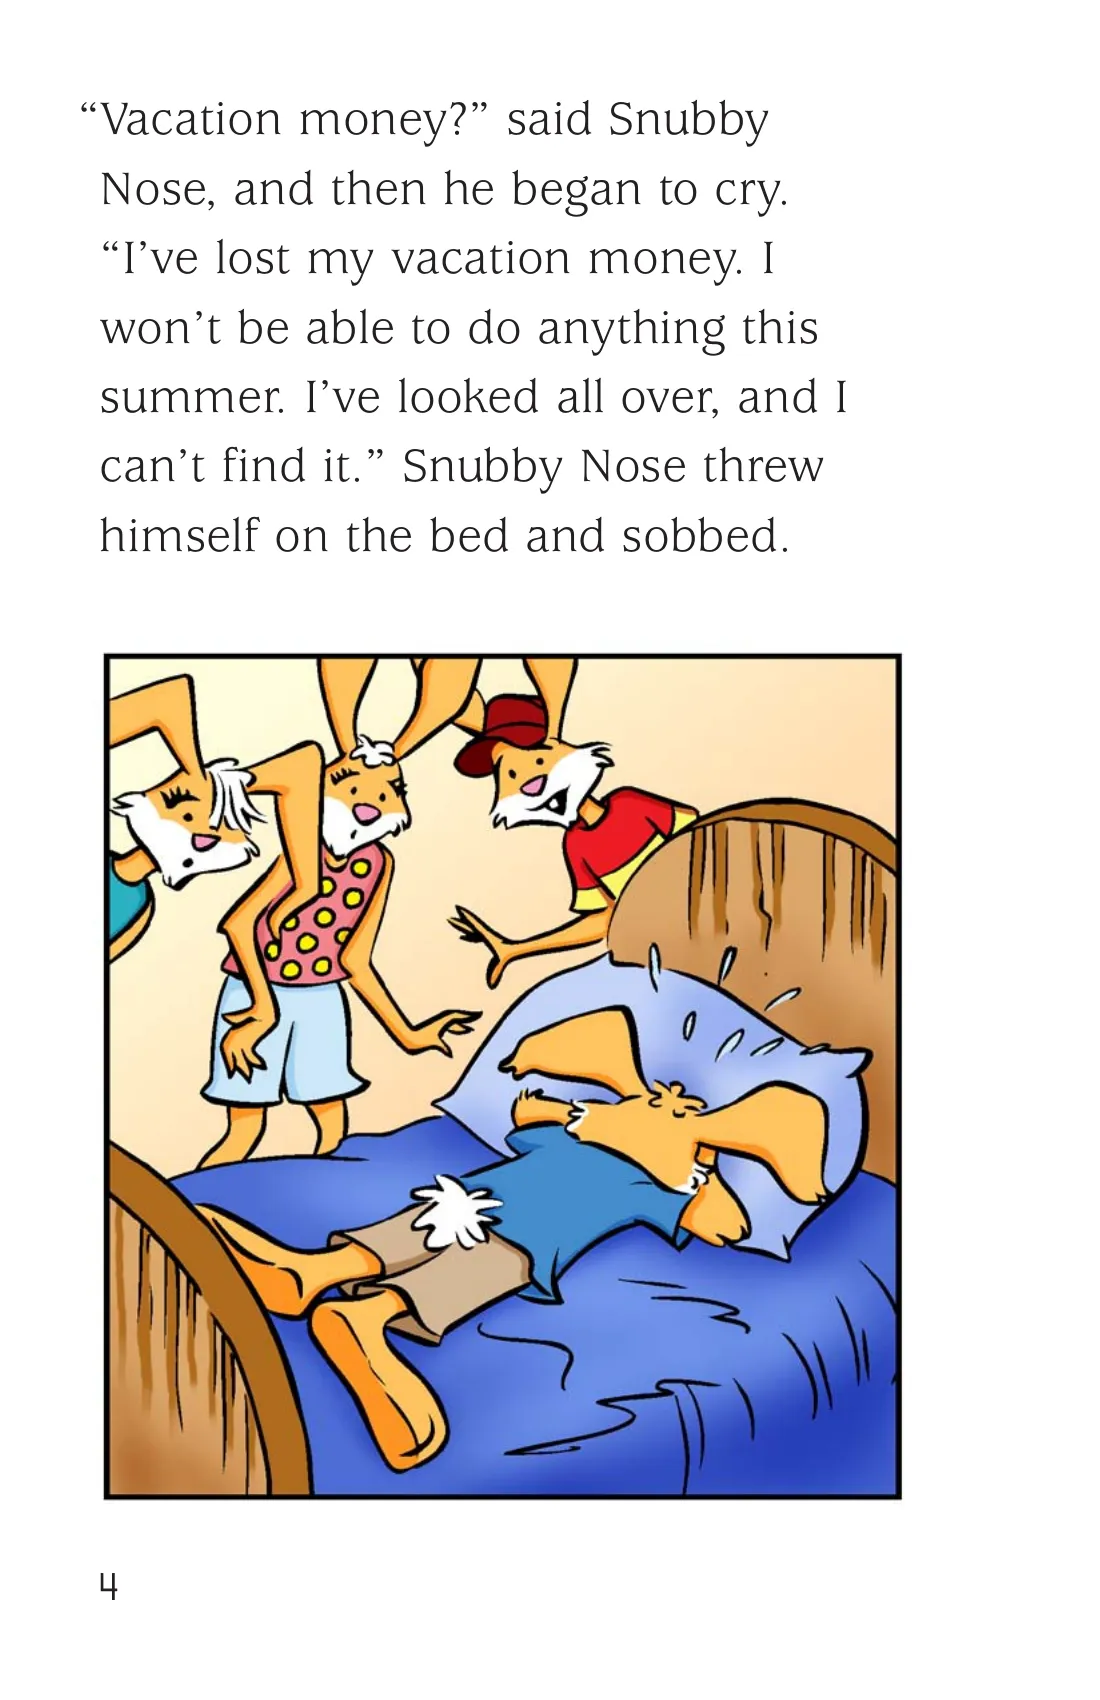 “Vacation money?” said Snubby
Nose, and then he began to cry.
“I’ve lost my vacation money. I
won’t be able to do anything this
summer. I’ve looked all over, and I
can’t find it.” Snubby Nose threw
himself on the bed and sobbed.
4